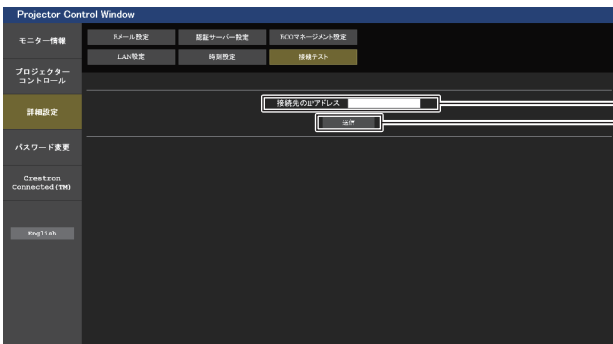 Projector Control Window
モニター情報
プロジェクター
コントロール
詳細設定
パスワード変更
Crestron
Connected(TM)
English
Eメール設定
認証サーバー設定
ECOマネージメント設定
LAN設定
時刻設定
接続テスト
接続先のIPアドレス
送信